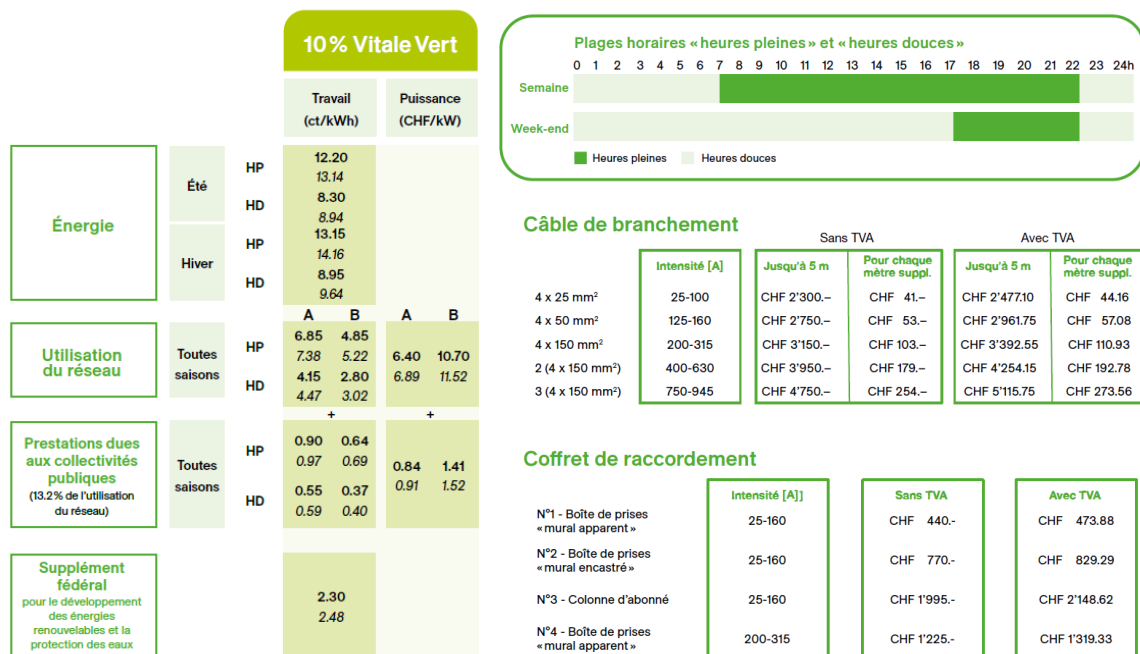 10 % Vitale Vert
Travail
(ct/kWh)
Puissance
(CHF/kW)
Énergie
Été
HP
12.20
13.14
HD
8.30
8.94
Hiver
HP
13.15
14.16
HD
8.95
9.64
A B A B
Utilisation
du réseau
Toutes
saisons
HP
6.85 4.85
7.38 5.22
HD
4.15 2.80
4.47 3.02
6.40 10.70
6.89 11.52
+ +
Prestations dues
aux collectivités
publiques
(13.2 % de l'utilisation
du réseau)
Toutes
saisons
HP
0.90 0.64
0.97 0.69
HD
0.55 0.37
0.59 0.40
0.84 1.41
0.91 1.52
Supplément
fédéral
pour le développement
des énergies
renouvelables et la
protection des eaux
2.30
2.48
Plages horaires « heures pleines » et « heures douces »
0 1 2 3 4 5 6 7 8 9 10 11 12 13 14 15 16 17 18 19 20 21 22 23 24h
Semaine
Week-end
Heures pleines Heures douces
Câble de branchement
Sans TVA Avec TVA
Intensité [A] Jusqu'à 5 m Pour chaque mètre suppl. Jusqu'à 5 m Pour chaque mètre suppl.
4 x 25 mm² 25-100 CHF 2'300.– CHF 41.– CHF 2'477.10 CHF 44.16
4 x 50 mm² 125-160 CHF 2'750.– CHF 53.– CHF 2'961.75 CHF 57.08
4 x 150 mm² 200-315 CHF 3'150.– CHF 103.– CHF 3'392.55 CHF 110.93
2 (4 x 150 mm²) 400-630 CHF 3'950.– CHF 179.– CHF 4'254.15 CHF 192.78
3 (4 x 150 mm²) 750-945 CHF 4'750.– CHF 254.– CHF 5'115.75 CHF 273.56
Coffret de raccordement
Intensité [A]] Sans TVA Avec TVA
N°1 - Boîte de prises
« mural apparent »
25-160 CHF 440.- CHF 473.88
N°2 - Boîte de prises
« mural encastré »
25-160 CHF 770.- CHF 829.29
N°3 - Colonne d'abonné 25-160 CHF 1'995.- CHF 2'148.62
N°4 - Boîte de prises
« mural apparent »
200-315 CHF 1'225.- CHF 1'319.33